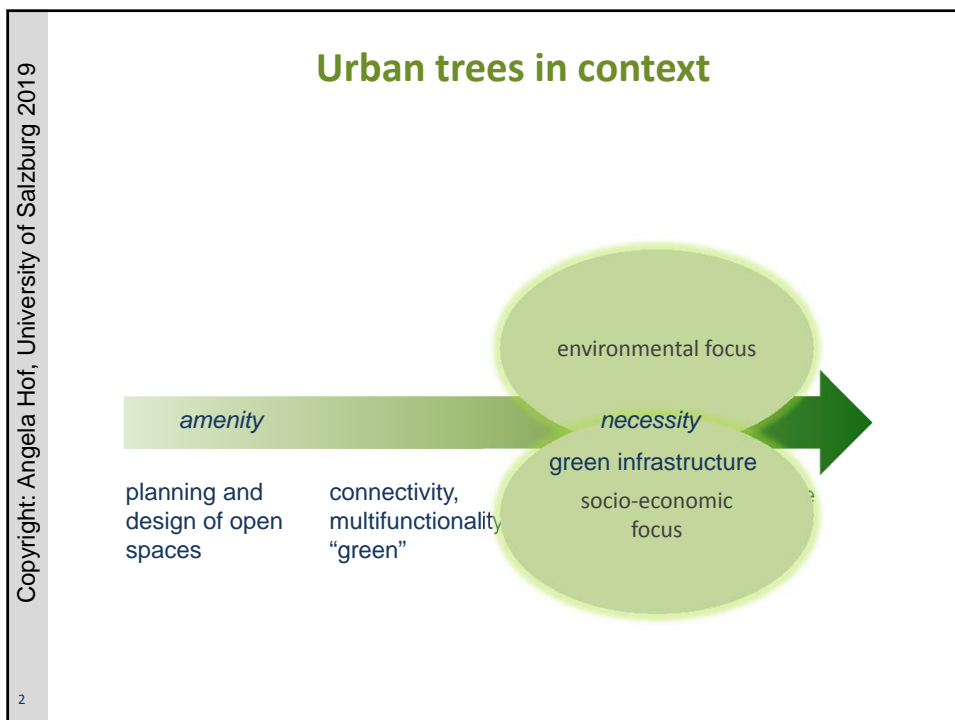 Copyright: Angela Hof, University of Salzburg 2019
Urban trees in context
environmental focus
amenity
necessity
green infrastructure
planning and
design of open
spaces
connectivity,
multifunctionality
“green”
socio-economic
focus
2